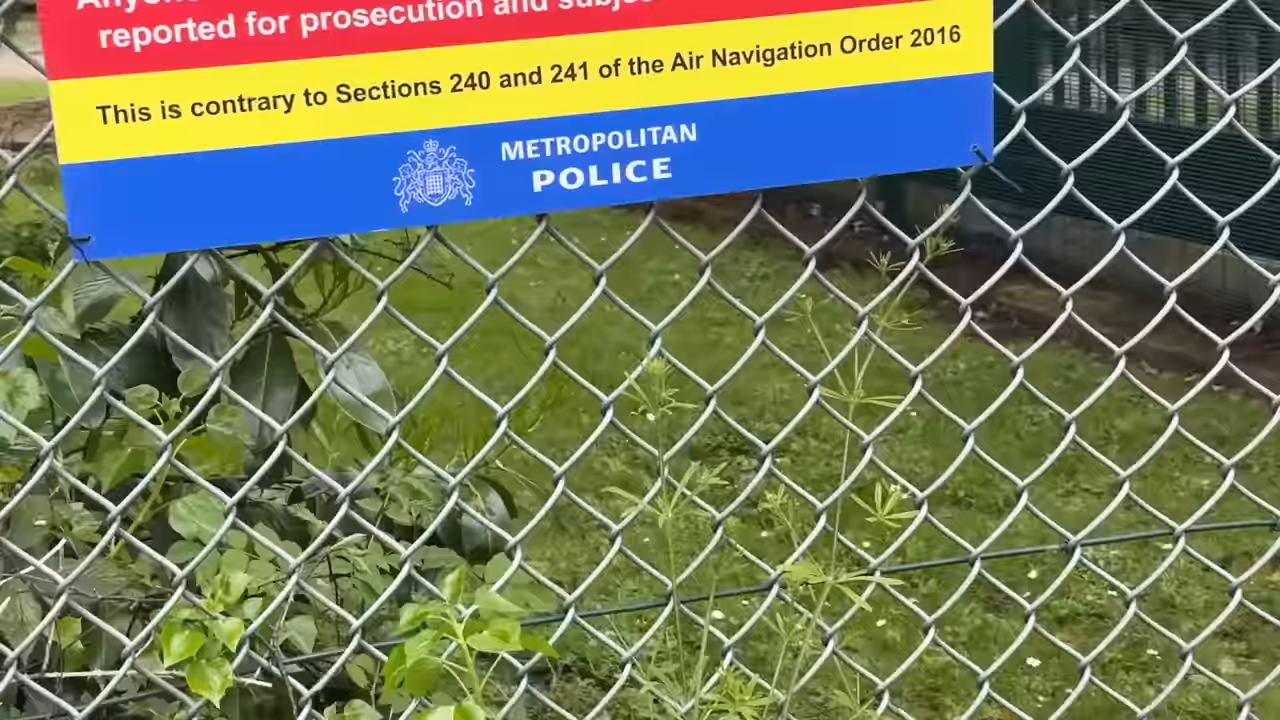 Anyone
reported for prosecution and
This is contrary to Sections 240 and 241 of the Air Navigation Order 2016
METROPOLITAN
POLICE